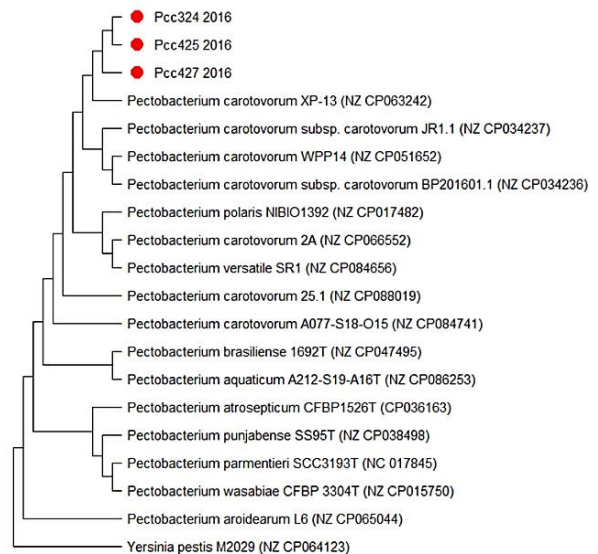 Pcc324 2016
Pcc425 2016
Pcc427 2016
Pectobacterium carotovorum XP-13 (NZ CP063242)
Pectobacterium carotovorum subsp. carotovorum JR1.1 (NZ CP034237)
Pectobacterium carotovorum WPP14 (NZ CP051652)
Pectobacterium carotovorum subsp. carotovorum BP201601.1 (NZ CP034236)
Pectobacterium polaris NIBIO1392 (NZ CP017482)
Pectobacterium carotovorum 2A (NZ CP066552)
Pectobacterium versatile SR1 (NZ CP084656)
Pectobacterium carotovorum 25.1 (NZ CP088019)
Pectobacterium carotovorum A077-S18-O15 (NZ CP084741)
Pectobacterium brasiliense 1692T (NZ CP047495)
Pectobacterium aquaticum A212-S19-A16T (NZ CP086253)
Pectobacterium atrosepticum CFBP1526T (CP036163)
Pectobacterium punjabense SS95T (NZ CP038498)
Pectobacterium parmentieri SCC3193T (NC 017845)
Pectobacterium wasabiae CFBP 3304T (NZ CP015750)
Pectobacterium aroidearum L6 (NZ CP065044)
Yersinia pestis M2029 (NZ CP064123)